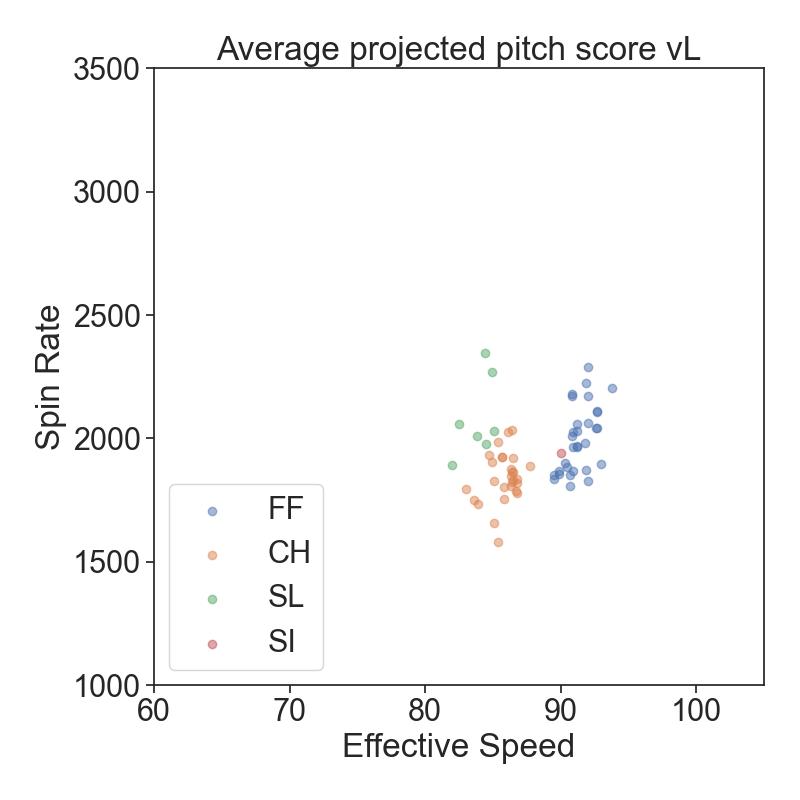 Average projected pitch score vL
3500
3000
2500
2000
1500
1000
Spin Rate
FF
CH
SL
SI
60
70
80
90
100
Effective Speed